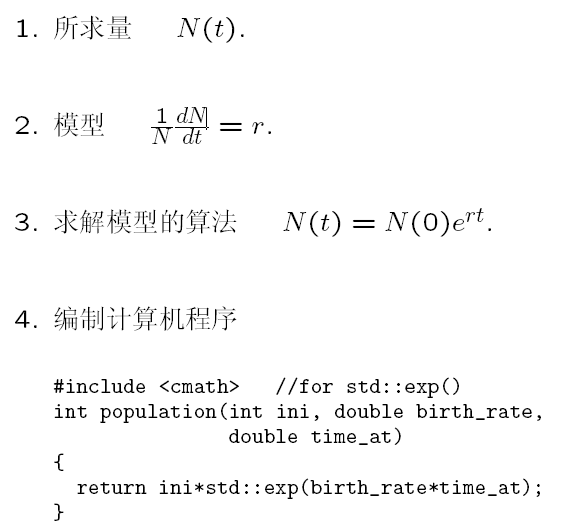 1. 所求量 N(t).
2. 模型 \frac{1}{N}\frac{dN}{dt} = r.
3. 求解模型的算法 N(t) = N(0)e^{rt}.
4. 编制计算机程序
#include <cmath> //for std::exp()
int population(int ini, double birth_rate,
double time_at)
{
return ini*std::exp(birth_rate*time_at);
}